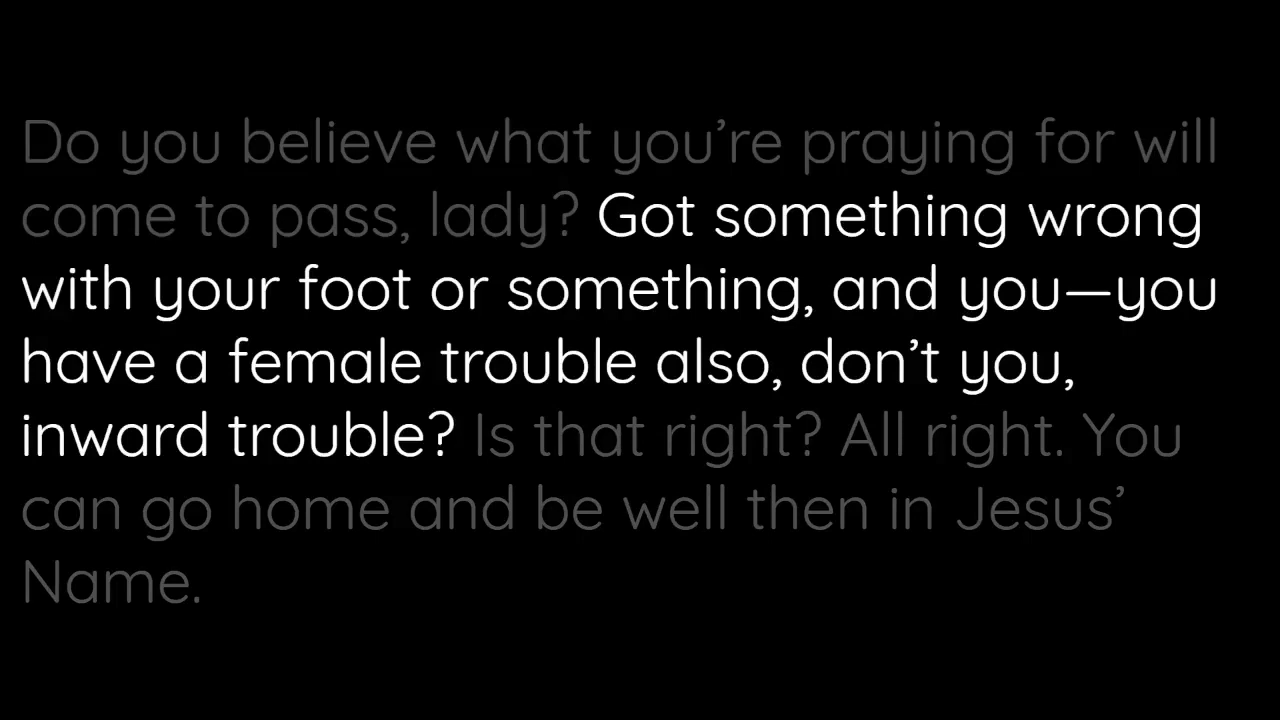 Do you believe what you’re praying for will
come to pass, lady? Got something wrong
with your foot or something, and you—you
have a female trouble also, don’t you,
inward trouble? Is that right? All right. You
can go home and be well then in Jesus’
Name.